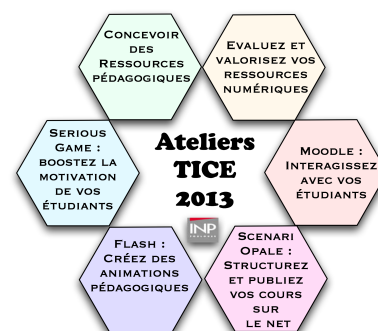 Concevoir
des
Ressources
pédagogiques
Evaluez et
valorisez vos
ressources
numériques
Serious
Game :
boostez la
motivation
de vos
étudiants
Ateliers
TICE
2013
INP
Moodle :
Interagissez
avec vos
étudiants
Flash :
Créez des
animations
pédagogiques
Scenari
Opale :
Structurez
et publiez
vos cours
sur
le net